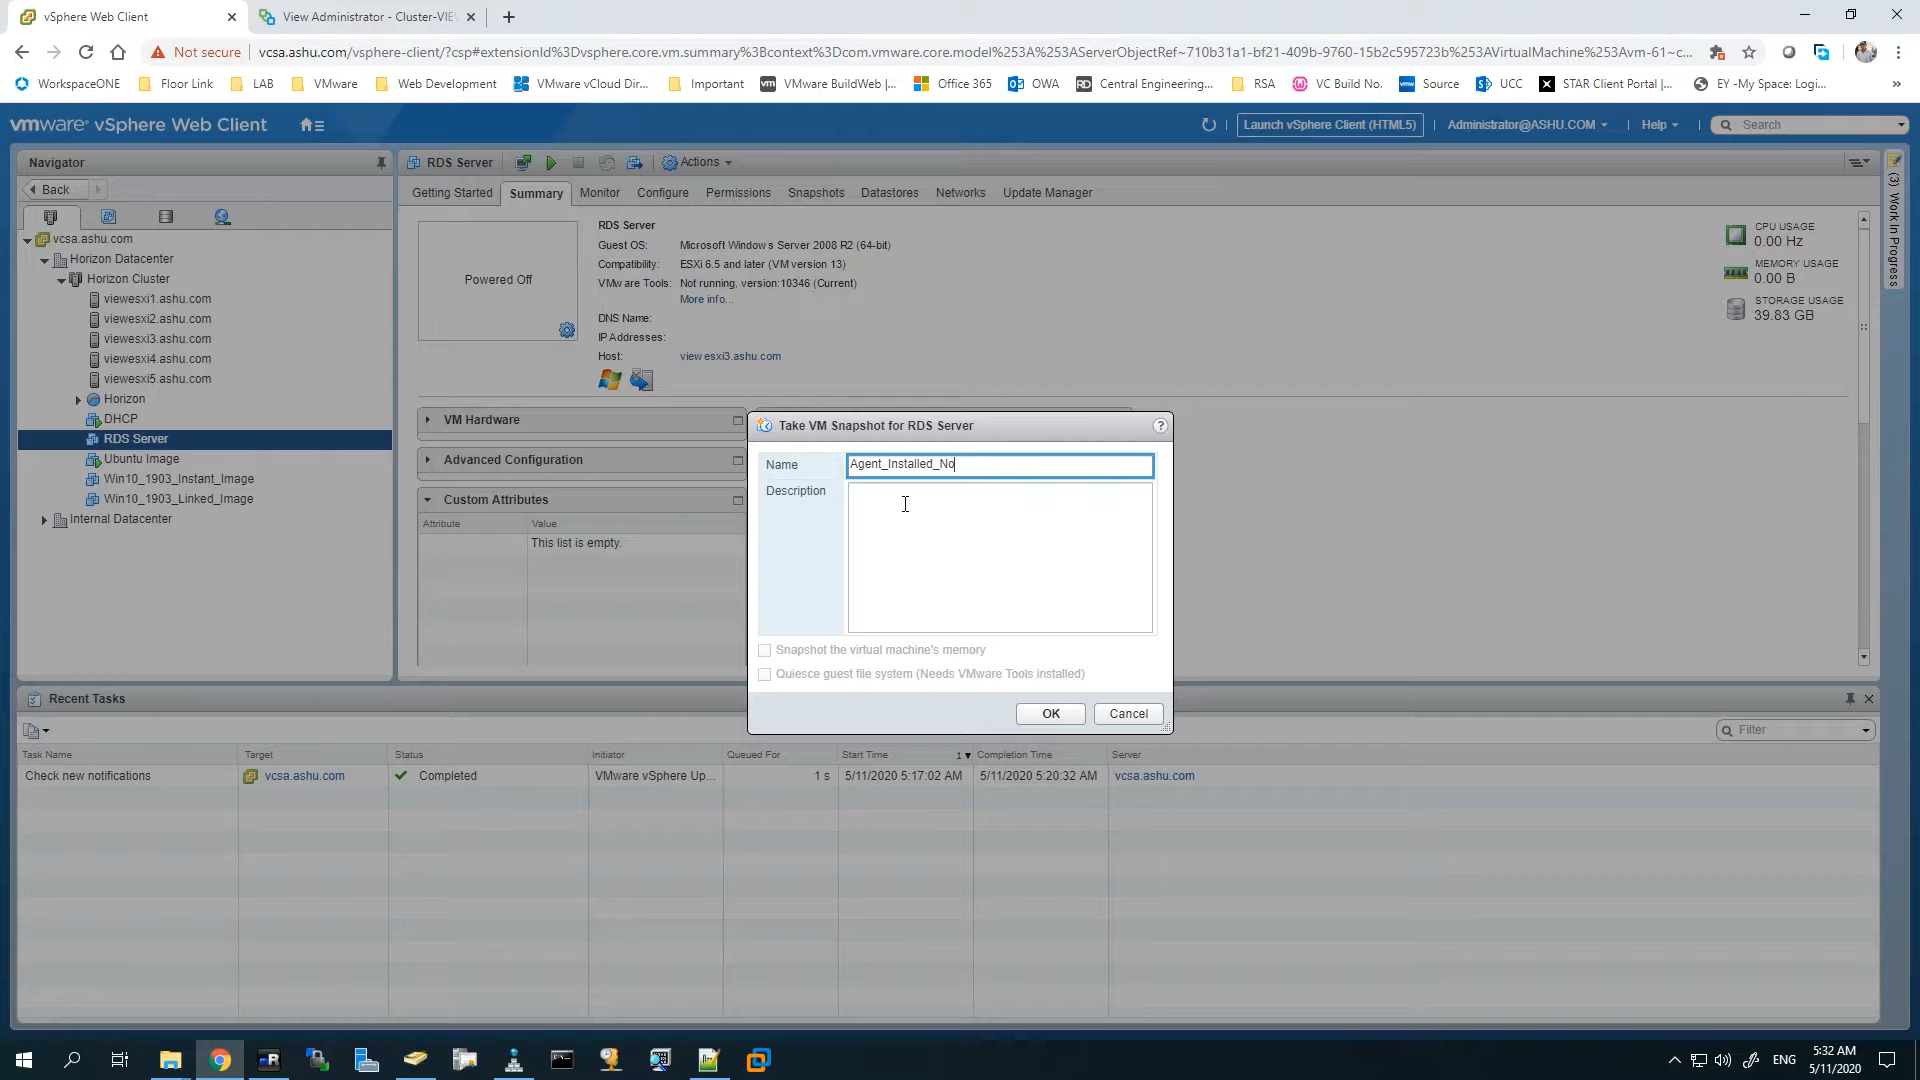 vSphere Web Client
View Administrator - Cluster-VIE
Not secure
vcsa.ashu.com/vsphere-client/?csp#extensionId%3Dvsphere.core.vm.summary%3Bcontext%3Dcom.vmware.core.model%253A%253AServerObjectRef~710b31a1-bf21-409b-9760-15b2c595723b%253AVirtualMachine%253Avm-61~c...
WorkspaceONE Floor Link LAB VMware Web Development VMware vCloud Dir... Important VMware BuildWeb |... Office 365 OWA Central Engineering... RSA VC Build No. Source UCC STAR Client Portal |... EY -My Space: Logi... »
vmware® vSphere Web Client
Launch vSphere Client (HTML5) Administrator@ASHU.COM Help Search
Navigator
Back
vcsa.ashu.com
Horizon Datacenter
Horizon Cluster
viewesxi1.ashu.com
viewesxi2.ashu.com
viewesxi3.ashu.com
viewesxi4.ashu.com
viewesxi5.ashu.com
Horizon
DHCP
RDS Server
Ubuntu Image
Win10_1903_Instant_Image
Win10_1903_Linked_Image
Internal Datacenter
RDS Server Actions
Getting Started Summary Monitor Configure Permissions Snapshots Datastores Networks Update Manager
Powered Off
RDS Server
Guest OS: Microsoft Windows Server 2008 R2 (64-bit)
Compatibility: ESXi 6.5 and later (VM version 13)
VMware Tools: Not running, version:10346 (Current)
More info...
DNS Name:
IP Addresses:
Host: viewesxi3.ashu.com
CPU USAGE
0.00 Hz
MEMORY USAGE
0.00 B
STORAGE USAGE
39.83 GB
(3) Work In Progress
VM Hardware
Advanced Configuration
Custom Attributes
Attribute Value
This list is empty.
Take VM Snapshot for RDS Server
?
Name Agent_Installed_No
Description
Snapshot the virtual machine's memory
Quiesce guest file system (Needs VMware Tools installed)
OK Cancel
Recent Tasks
Filter
Task Name Target Status Initiator Queued For Start Time 1 Completion Time Server
Check new notifications vcsa.ashu.com Completed VMware vSphere Up... 1 s 5/11/2020 5:17:02 AM 5/11/2020 5:20:32 AM vcsa.ashu.com
ENG
5:32 AM
5/11/2020